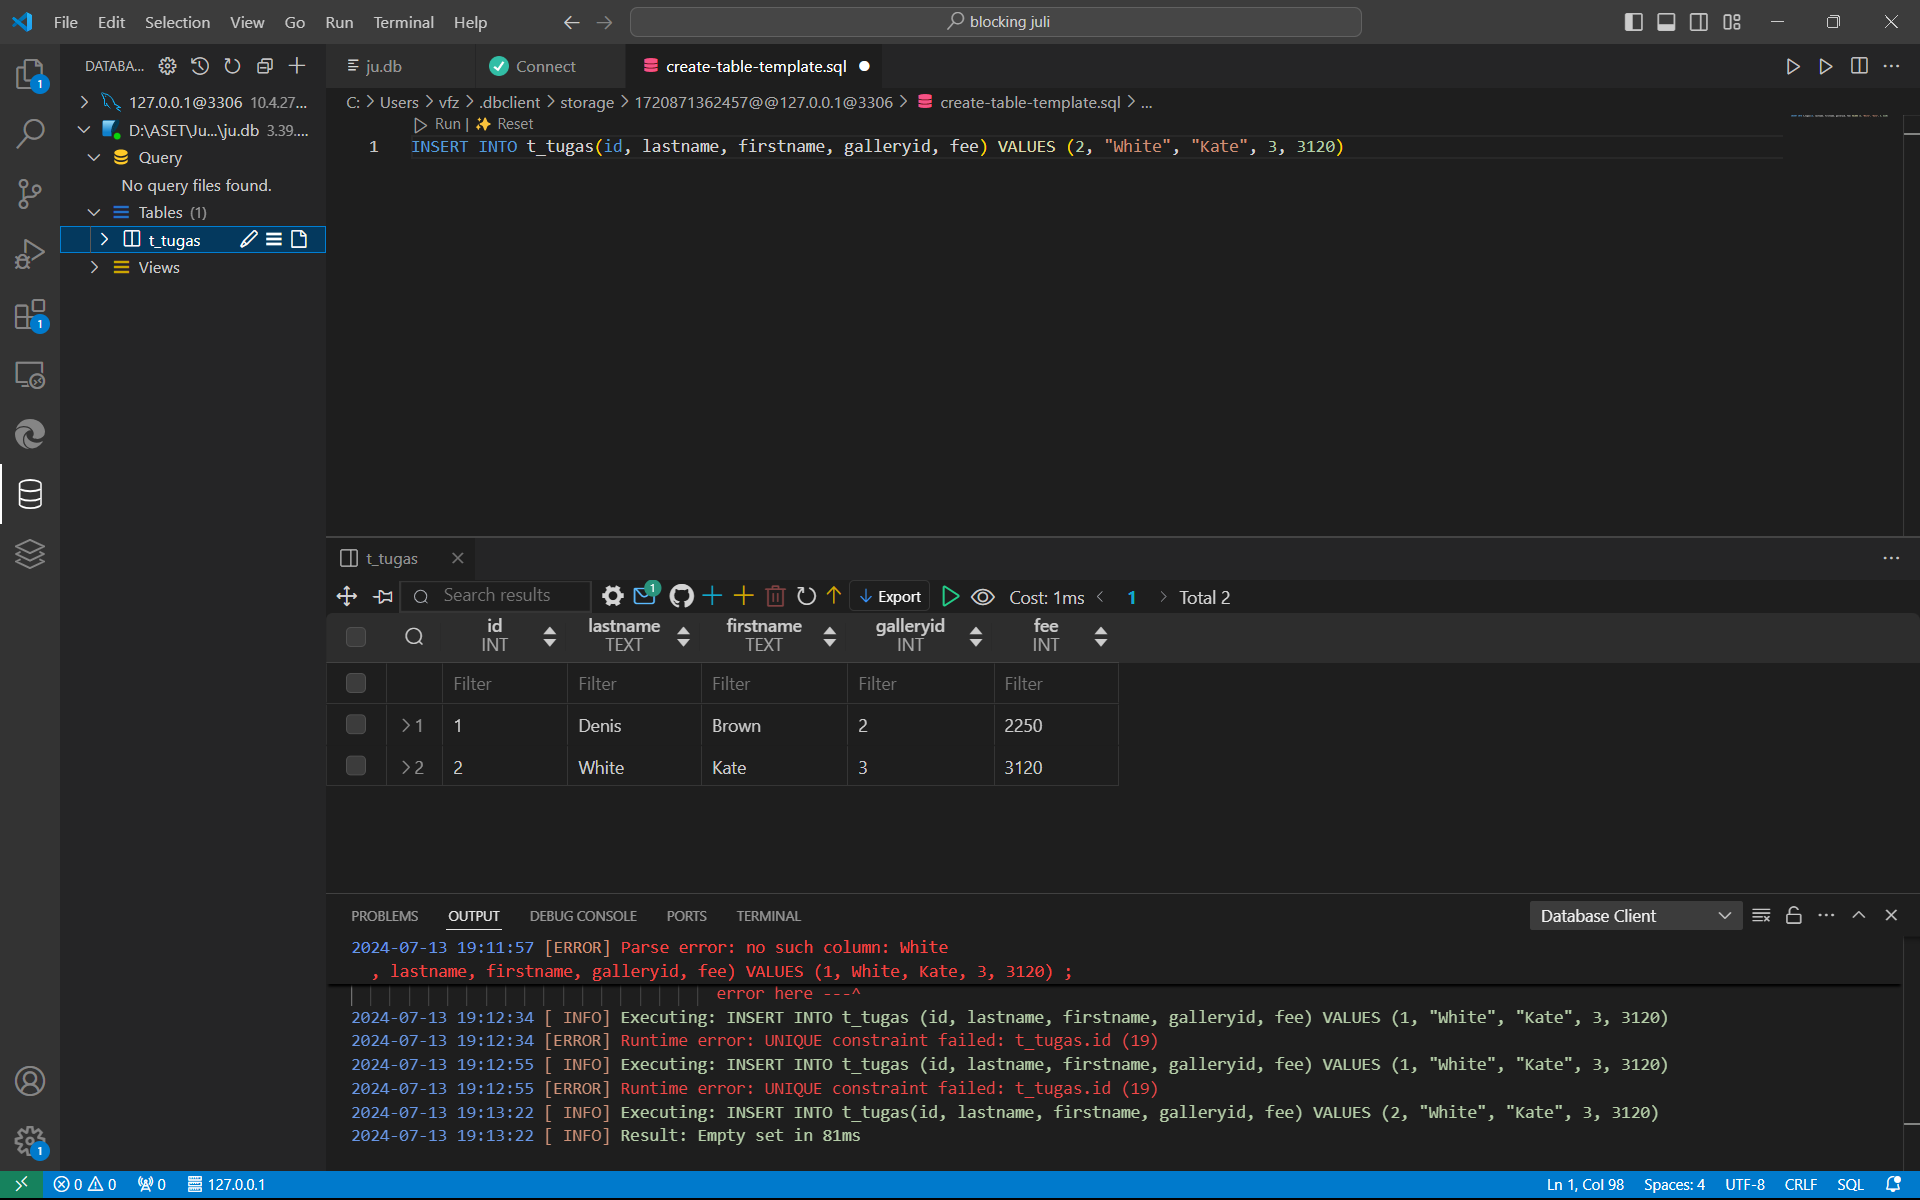 File Edit Selection View Go Run Terminal Help
blocking juli
DATABA...
ju.db
Connect
create-table-template.sql
C: > Users > vfz > .dbclient > storage > 1720871362457@@127.0.0.1@3306 > create-table-template.sql > ...
1
127.0.0.1@3306 10.4.27...
D:\ASET\Ju...\ju.db 3.39....
Query
No query files found.
Tables (1)
t_tugas
Views
1
1
Run | Reset
1 INSERT INTO t_tugas(id, lastname, firstname, galleryid, fee) VALUES (2, "White", "Kate", 3, 3120)
t_tugas
Search results
1
Export
Cost: 1ms < 1 > Total 2
id lastname firstname galleryid fee
INT TEXT TEXT INT INT
Filter Filter Filter Filter Filter
>1 1 Denis Brown 2 2250
>2 2 White Kate 3 3120
PROBLEMS OUTPUT DEBUG CONSOLE PORTS TERMINAL
Database Client
2024-07-13 19:11:57 [ERROR] Parse error: no such column: White
, lastname, firstname, galleryid, fee) VALUES (1, White, Kate, 3, 3120) ;
error here ---^
2024-07-13 19:12:34 [ INFO] Executing: INSERT INTO t_tugas (id, lastname, firstname, galleryid, fee) VALUES (1, "White", "Kate", 3, 3120)
2024-07-13 19:12:34 [ERROR] Runtime error: UNIQUE constraint failed: t_tugas.id (19)
2024-07-13 19:12:55 [ INFO] Executing: INSERT INTO t_tugas (id, lastname, firstname, galleryid, fee) VALUES (1, "White", "Kate", 3, 3120)
2024-07-13 19:12:55 [ERROR] Runtime error: UNIQUE constraint failed: t_tugas.id (19)
2024-07-13 19:13:22 [ INFO] Executing: INSERT INTO t_tugas(id, lastname, firstname, galleryid, fee) VALUES (2, "White", "Kate", 3, 3120)
2024-07-13 19:13:22 [ INFO] Result: Empty set in 81ms
0 0 0 127.0.0.1
Ln 1, Col 98 Spaces: 4 UTF-8 CRLF SQL